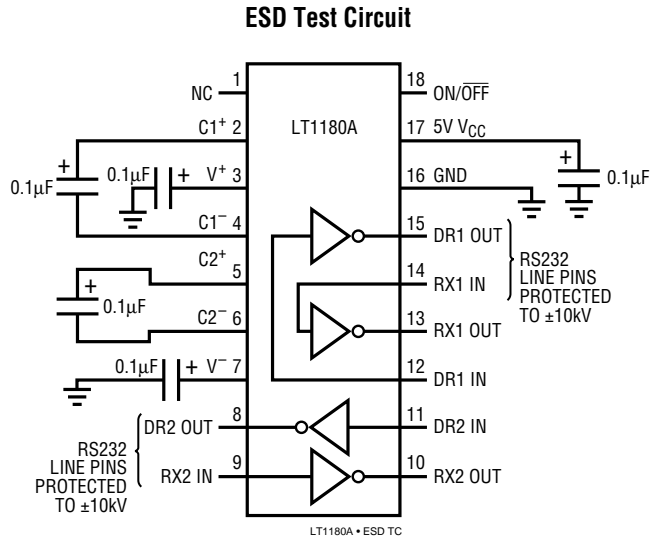 ESD Test Circuit
LT1180A
NC 1
C1+ 2
+
0.1µF
0.1µF + V+ 3
C1– 4
C2+
5
+
0.1µF
C2– 6
0.1µF + V– 7
DR2 OUT 8
RX2 IN 9
RS232
LINE PINS
PROTECTED
TO ±10kV
18 ON/OFF
17 5V VCC
+
0.1µF
16 GND
15 DR1 OUT
14 RX1 IN
RS232
LINE PINS
PROTECTED
TO ±10kV
13 RX1 OUT
12 DR1 IN
11 DR2 IN
10 RX2 OUT
LT1180A • ESD TC